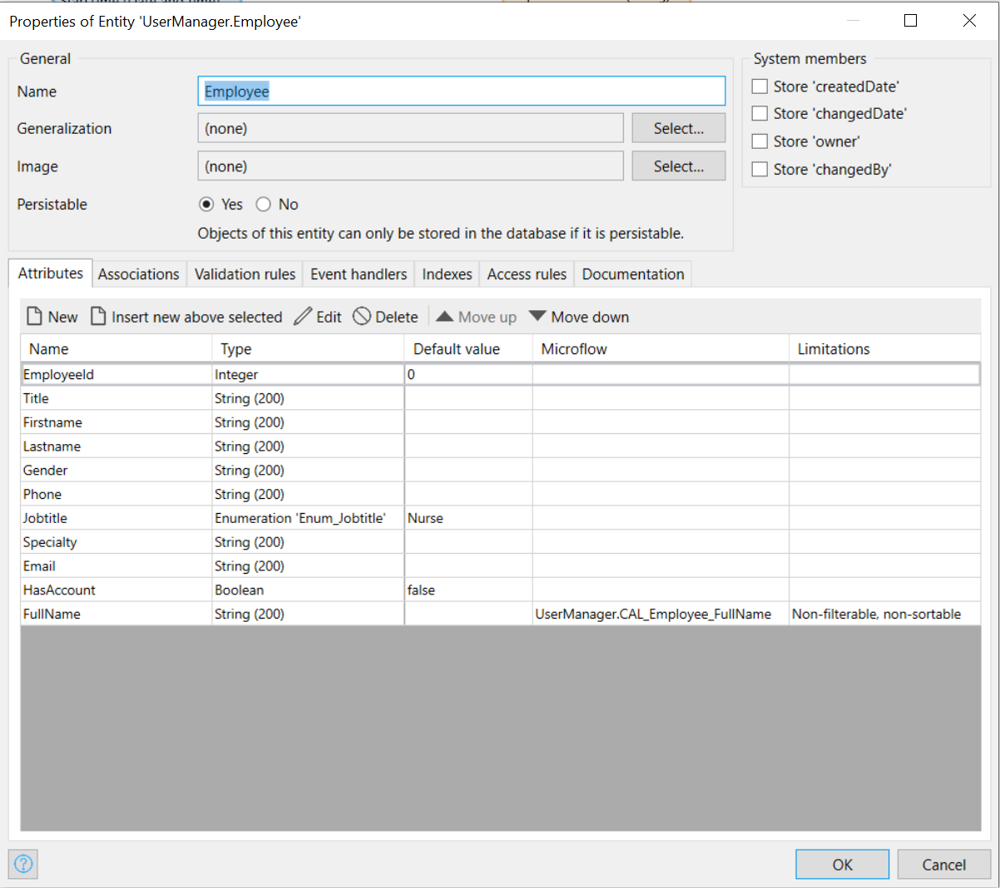 Properties of Entity 'UserManager.Employee'
General
Name Employee
Generalization (none) Select...
Image (none) Select...
Persistable Yes No
Objects of this entity can only be stored in the database if it is persistable.
System members
Store 'createdDate'
Store 'changedDate'
Store 'owner'
Store 'changedBy'
Attributes Associations Validation rules Event handlers Indexes Access rules Documentation
New Insert new above selected Edit Delete Move up Move down
Name Type Default value Microflow Limitations
EmployeeId Integer 0
Title String (200)
Firstname String (200)
Lastname String (200)
Gender String (200)
Phone String (200)
Jobtitle Enumeration 'Enum_Jobtitle' Nurse
Specialty String (200)
Email String (200)
HasAccount Boolean false
FullName String (200) UserManager.CAL_Employee_FullName Non-filterable, non-sortable
? OK Cancel